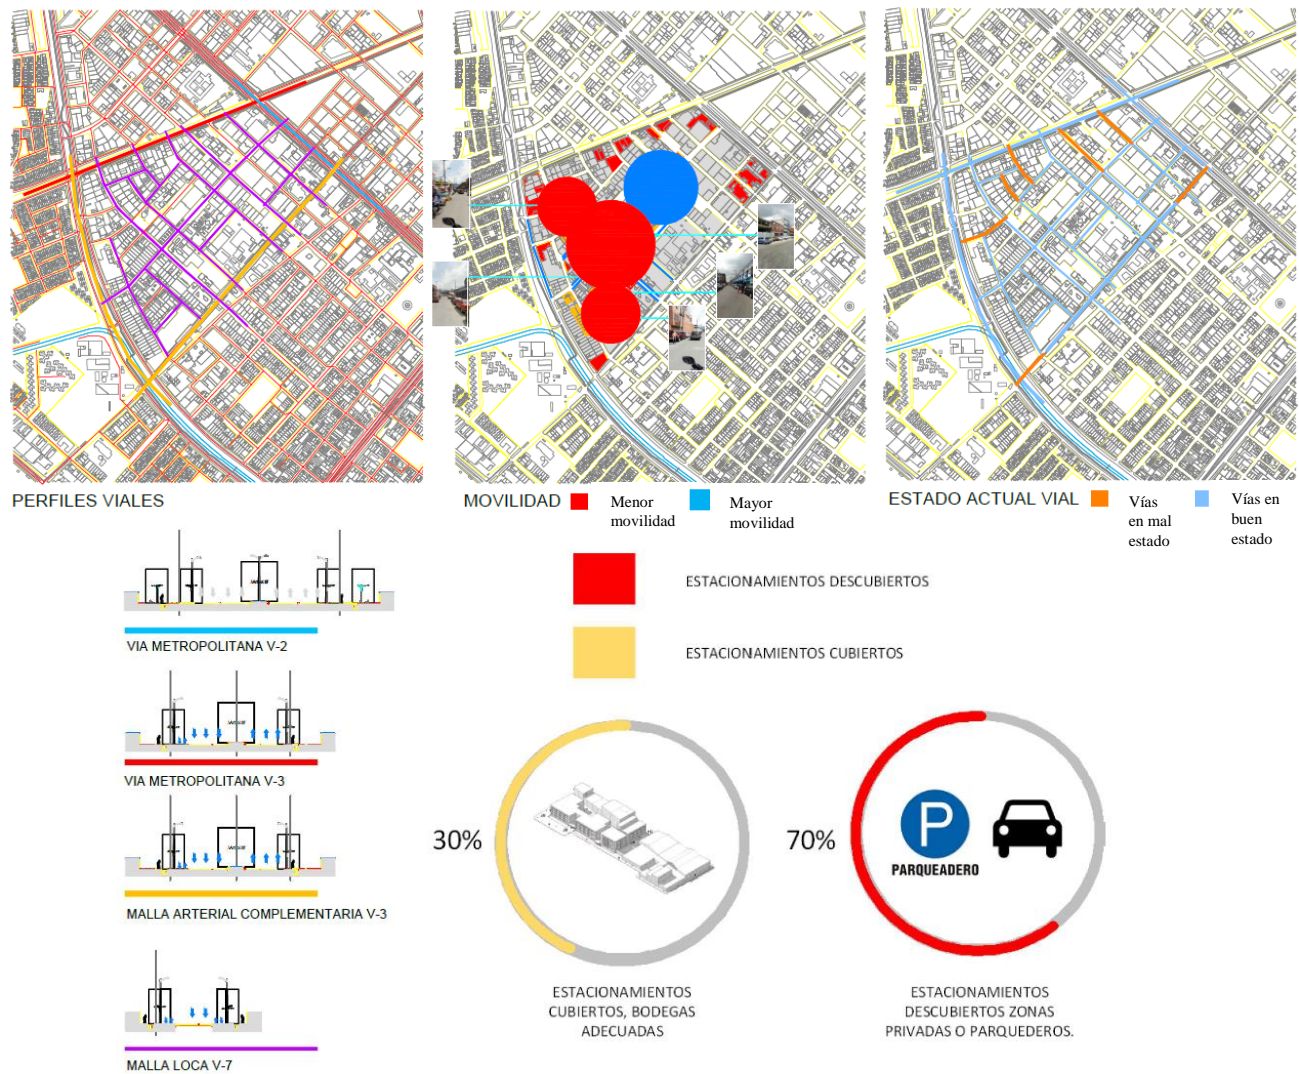 PERFILES VIALES
MOVILIDAD
Menor
movilidad
Mayor
movilidad
ESTADO ACTUAL VIAL
Vías
en mal
estado
Vías en
buen
estado
VIA METROPOLITANA V-2
VIA METROPOLITANA V-3
MALLA ARTERIAL COMPLEMENTARIA V-3
MALLA LOCA V-7
ESTACIONAMIENTOS DESCUBIERTOS
ESTACIONAMIENTOS CUBIERTOS
30%
ESTACIONAMIENTOS
CUBIERTOS, BODEGAS
ADECUADAS
70%
P
PARQUEADERO
ESTACIONAMIENTOS
DESCUBIERTOS ZONAS
PRIVADAS O PARQUEDEROS.